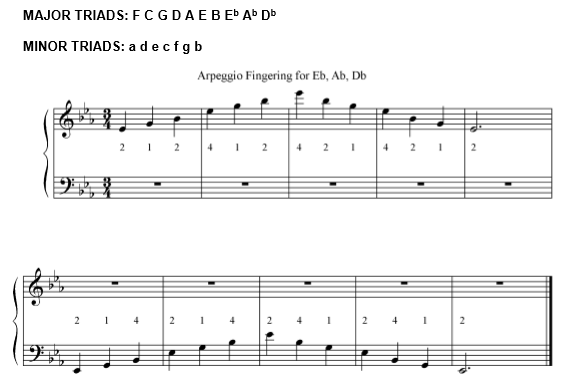 MAJOR TRIADS: F C G D A E B Eᵇ Aᵇ Dᵇ
MINOR TRIADS: a d e c f g b
Arpeggio Fingering for Eb, Ab, Db
3 4
2 1 2 4 1 2 4 2 1 4 2 1 2
3 4
2 1 4 2 1 4 2 1 4 2 4 1 2